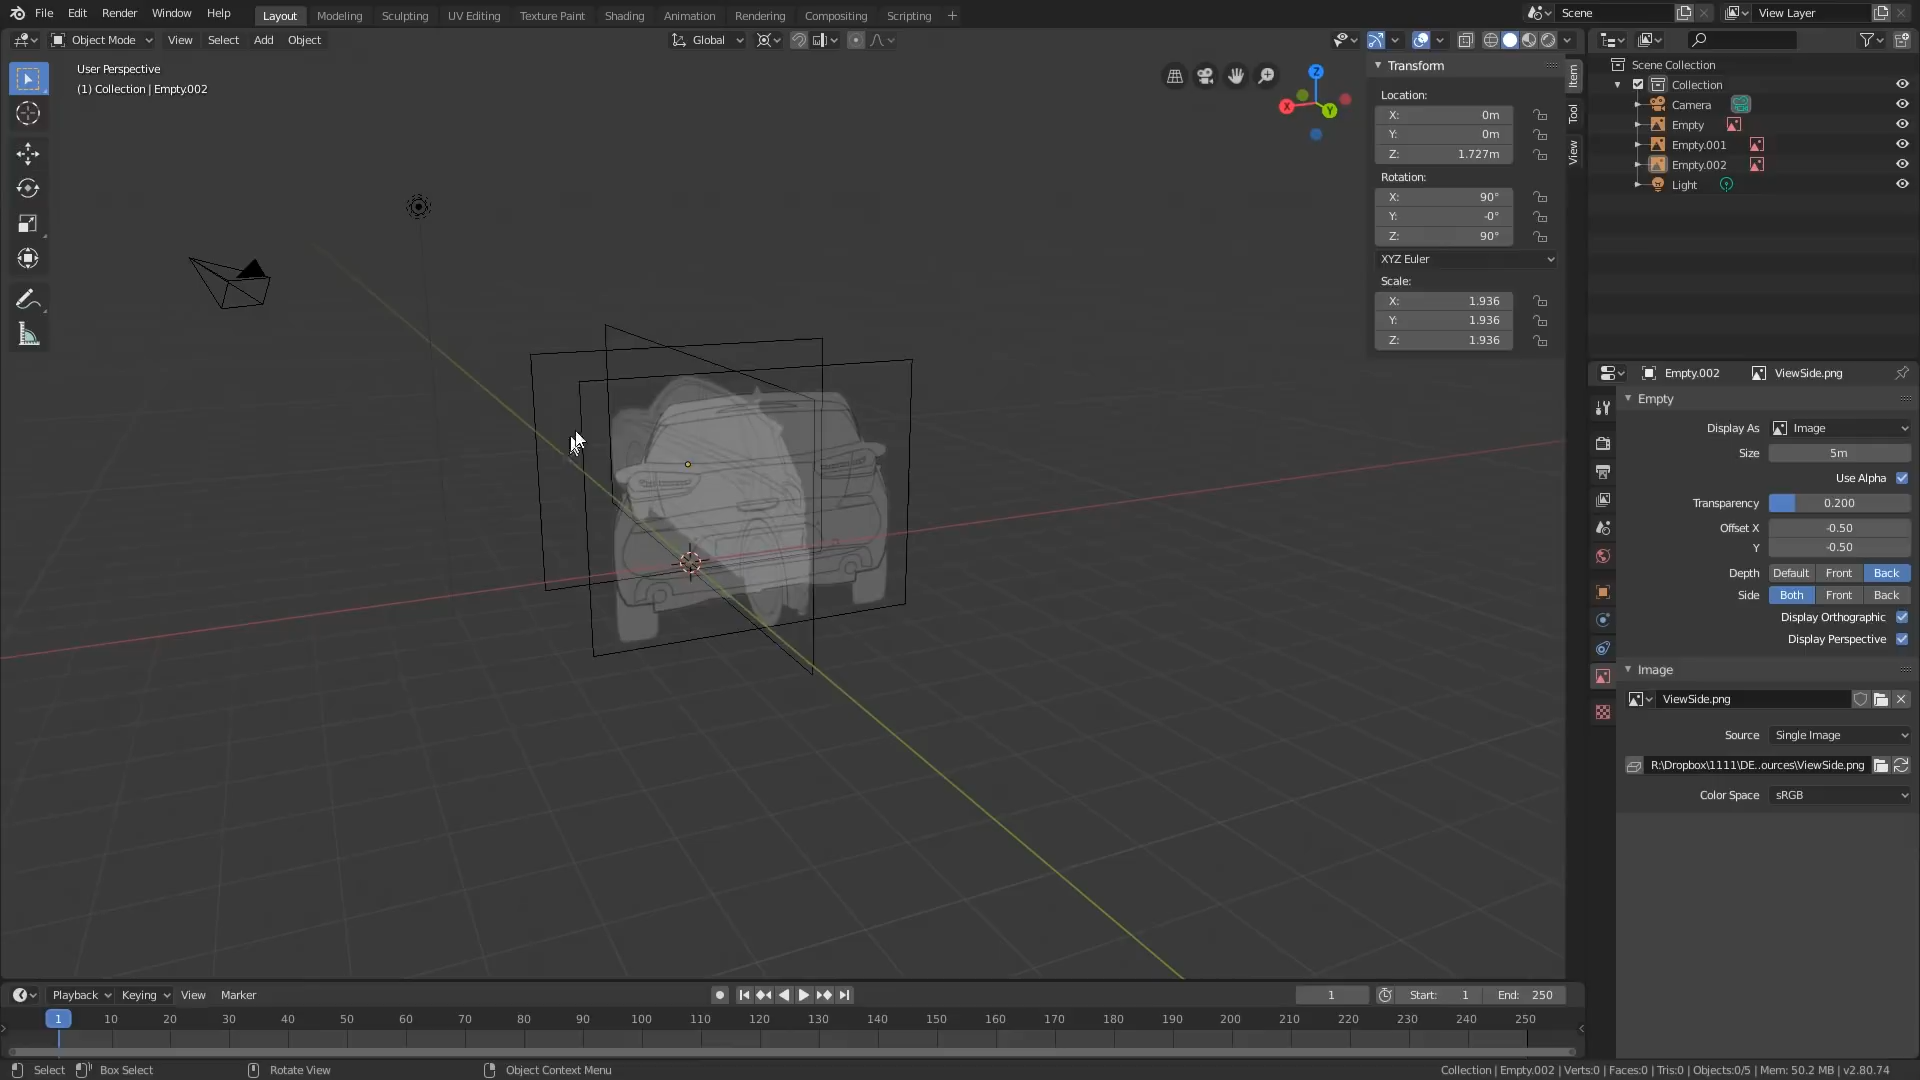 File Edit Render Window Help Layout Modeling Sculpting UV Editing Texture Paint Shading Animation Rendering Compositing Scripting + Scene View Layer
Object Mode View Select Add Object Global
User Perspective
(1) Collection | Empty.002
Z
X
Y
Transform
Location:
X: 0m
Y: 0m
Z: 1.727m
Rotation:
X: 90°
Y: -0°
Z: 90°
XYZ Euler
Scale:
X: 1.936
Y: 1.936
Z: 1.936
Item
Tool
View
Scene Collection
Collection
Camera
Empty
Empty.001
Empty.002
Light
Empty.002 ViewSide.png
Empty
Display As Image
Size 5m
Use Alpha
Transparency 0.200
Offset X -0.50
Y -0.50
Depth Default Front Back
Side Both Front Back
Display Orthographic
Display Perspective
Image
ViewSide.png
Source Single Image
R:\Dropbox\1111\DE..ources\ViewSide.png
Color Space sRGB
Playback Keying View Marker 1 Start: 1 End: 250
1 10 20 30 40 50 60 70 80 90 100 110 120 130 140 150 160 170 180 190 200 210 220 230 240 250
Select Box Select Rotate View Object Context Menu Collection | Empty.002 | Verts:0 | Faces:0 | Tris:0 | Objects:0/5 | Mem: 50.2 MB | v2.80.74